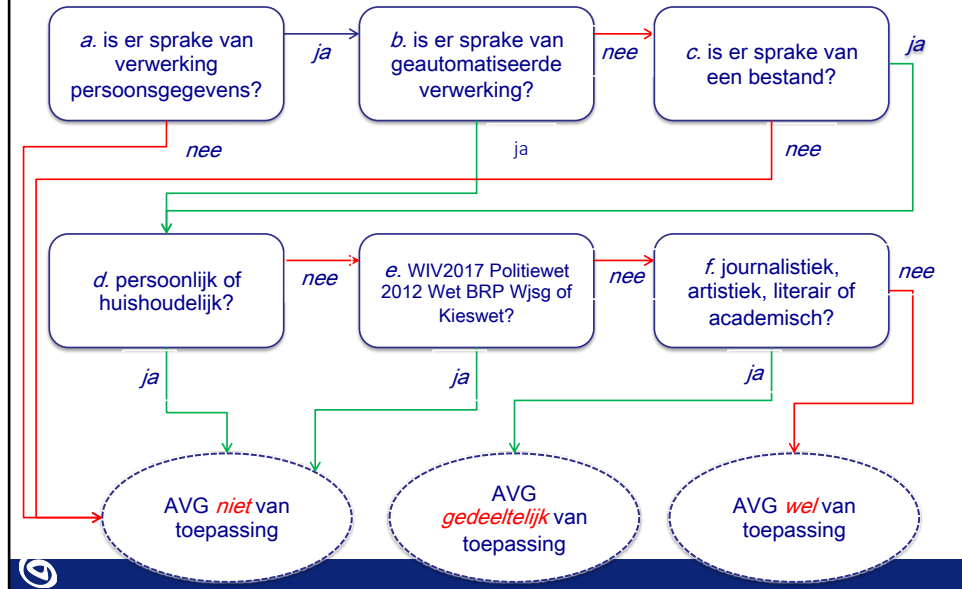 a. is er sprake van
verwerking
persoonsgegevens?
ja
b. is er sprake van
geautomatiseerde
verwerking?
nee
c. is er sprake van
een bestand?
ja
nee
ja
nee
d. persoonlijk of
huishoudelijk?
nee
e. WIV2017 Politiewet
2012 Wet BRP Wjsg of
Kieswet?
nee
f. journalistiek,
artistiek, literair of
academisch?
nee
ja
ja
ja
AVG niet van
toepassing
AVG
gedeeltelijk van
toepassing
AVG wel van
toepassing